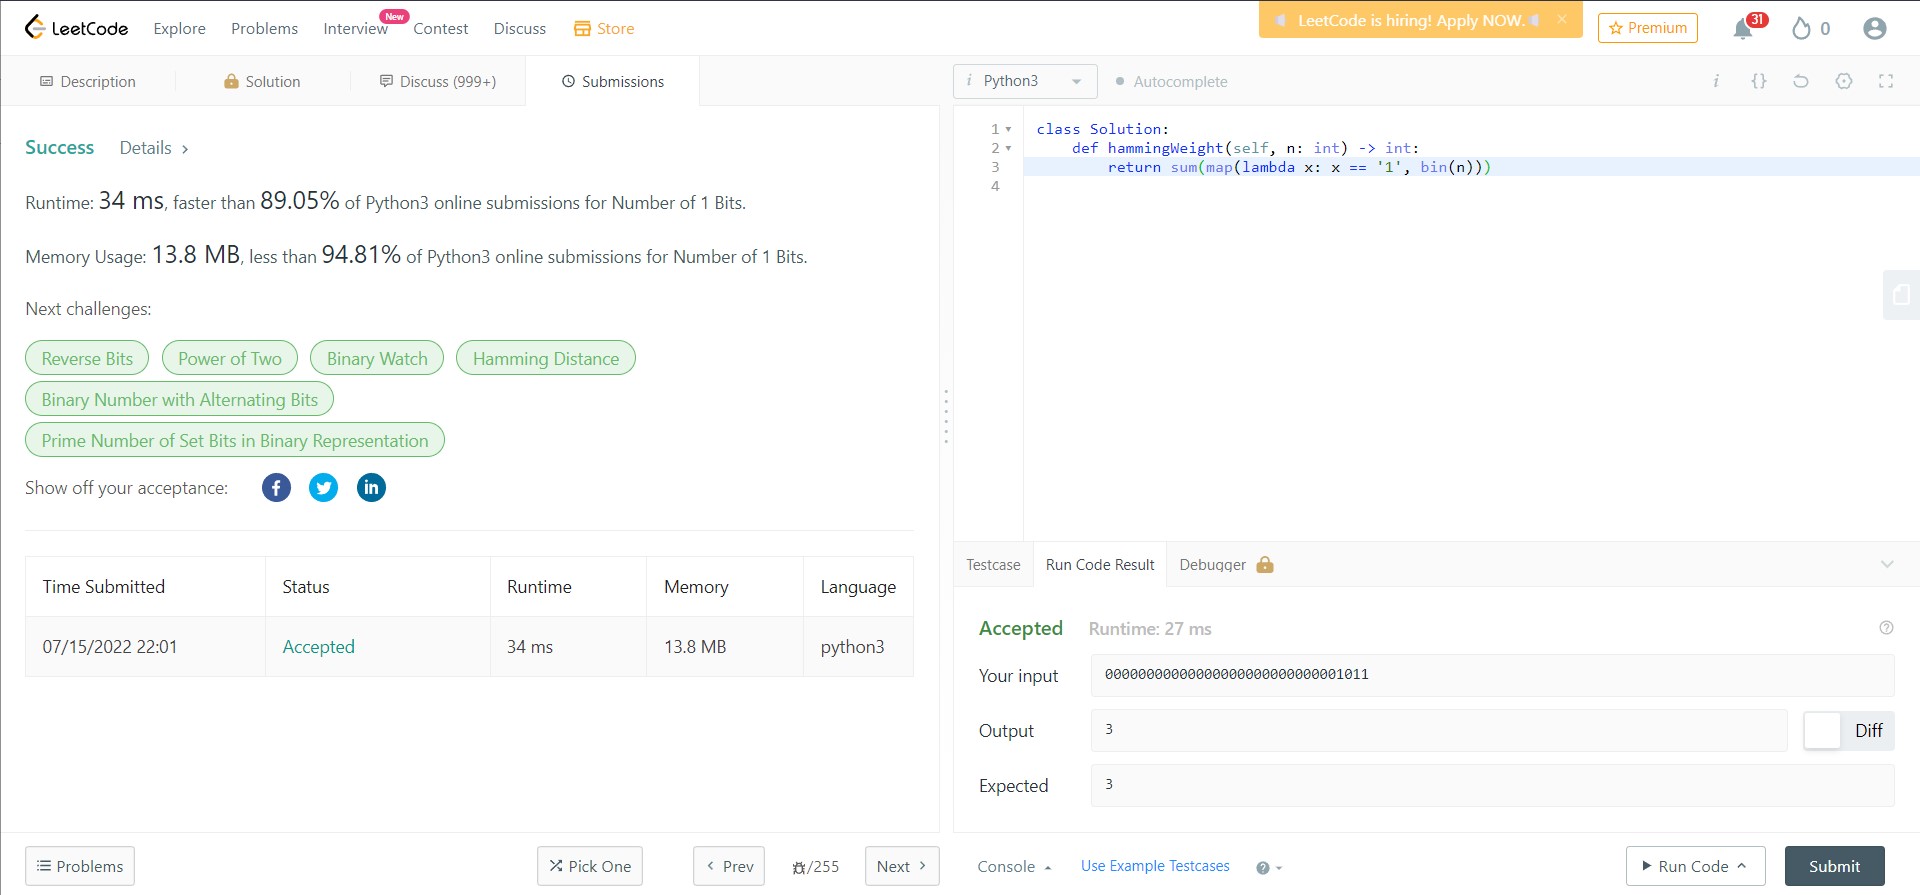 LeetCode Explore Problems Interview New Contest Discuss Store LeetCode is hiring! Apply NOW. × Premium 31 0
Description Solution Discuss (999+) Submissions
Success Details >
Runtime: 34 ms, faster than 89.05% of Python3 online submissions for Number of 1 Bits.
Memory Usage: 13.8 MB, less than 94.81% of Python3 online submissions for Number of 1 Bits.
Next challenges:
Reverse Bits Power of Two Binary Watch Hamming Distance
Binary Number with Alternating Bits
Prime Number of Set Bits in Binary Representation
Show off your acceptance:
Time Submitted Status Runtime Memory Language
07/15/2022 22:01 Accepted 34 ms 13.8 MB python3
Problems Pick One < Prev /255 Next >
i Python3 Autocomplete i {}
1 class Solution:
2 def hammingWeight(self, n: int) -> int:
3 return sum(map(lambda x: x == '1', bin(n)))
4
Testcase Run Code Result Debugger
Accepted Runtime: 27 ms
Your input 00000000000000000000000000001011
Output 3 Diff
Expected 3
Console Use Example Testcases Run Code Submit